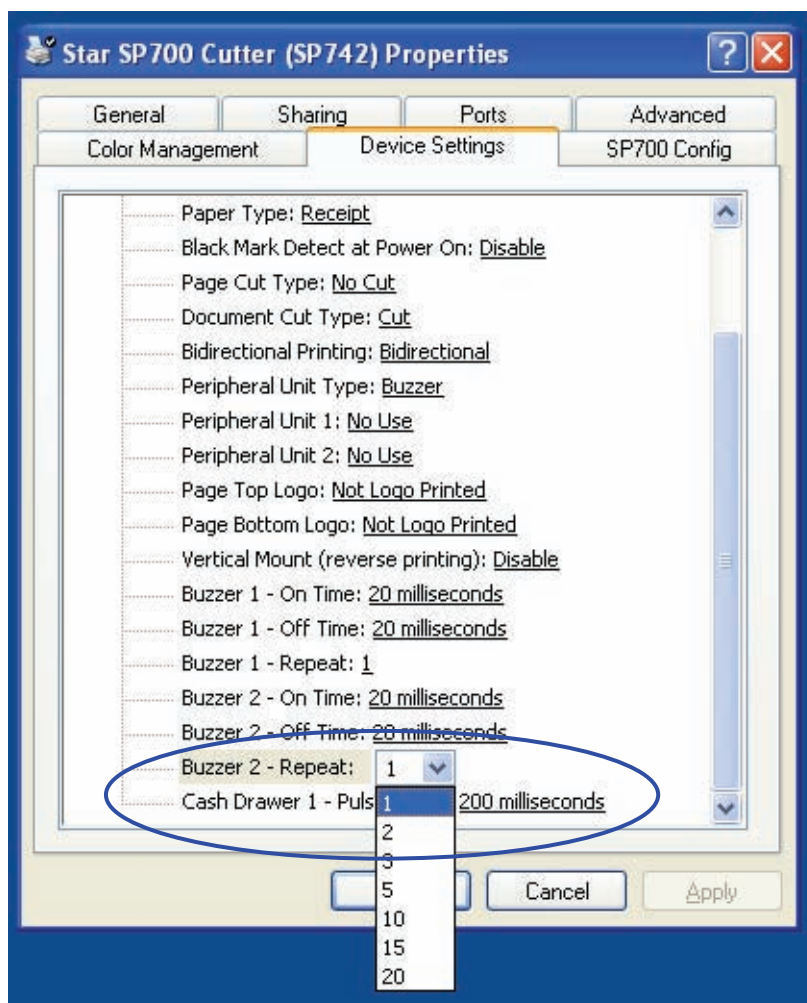 Star SP700 Cutter (SP742) Properties
General Sharing Ports Advanced
Color Management Device Settings SP700 Config
Paper Type: Receipt
Black Mark Detect at Power On: Disable
Page Cut Type: No Cut
Document Cut Type: Cut
Bidirectional Printing: Bidirectional
Peripheral Unit Type: Buzzer
Peripheral Unit 1: No Use
Peripheral Unit 2: No Use
Page Top Logo: Not Logo Printed
Page Bottom Logo: Not Logo Printed
Vertical Mount (reverse printing): Disable
Buzzer 1 - On Time: 20 milliseconds
Buzzer 1 - Off Time: 20 milliseconds
Buzzer 1 - Repeat: 1
Buzzer 2 - On Time: 20 milliseconds
Buzzer 2 - Off Time: 20 milliseconds
Buzzer 2 - Repeat: 1
Cash Drawer 1 - Puls 1 200 milliseconds
2
3
5 Cancel Apply
10
15
20